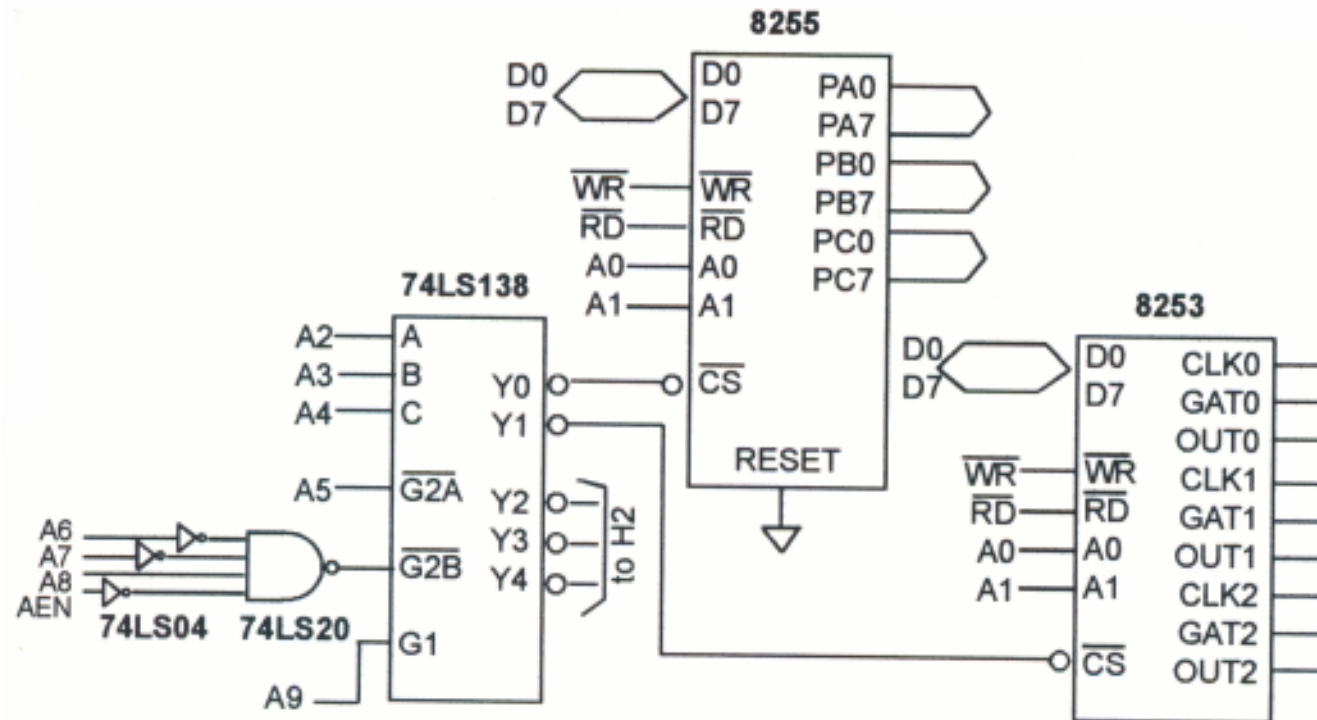 8255
D0
D7
D0
D7
WR
WR
RD
RD
A0
A0
A1
A1
CS
RESET
PA0
PA7
PB0
PB7
PC0
PC7
74LS138
A2
A
A3
B
A4
C
A5
G2A
G2B
G1
Y0
Y1
Y2
Y3
Y4
to H2
A6
A7
A8
AEN
74LS04
74LS20
A9
8253
D0
D7
D0
D7
WR
WR
RD
RD
A0
A0
A1
A1
CS
CLK0
GAT0
OUT0
CLK1
GAT1
OUT1
CLK2
GAT2
OUT2